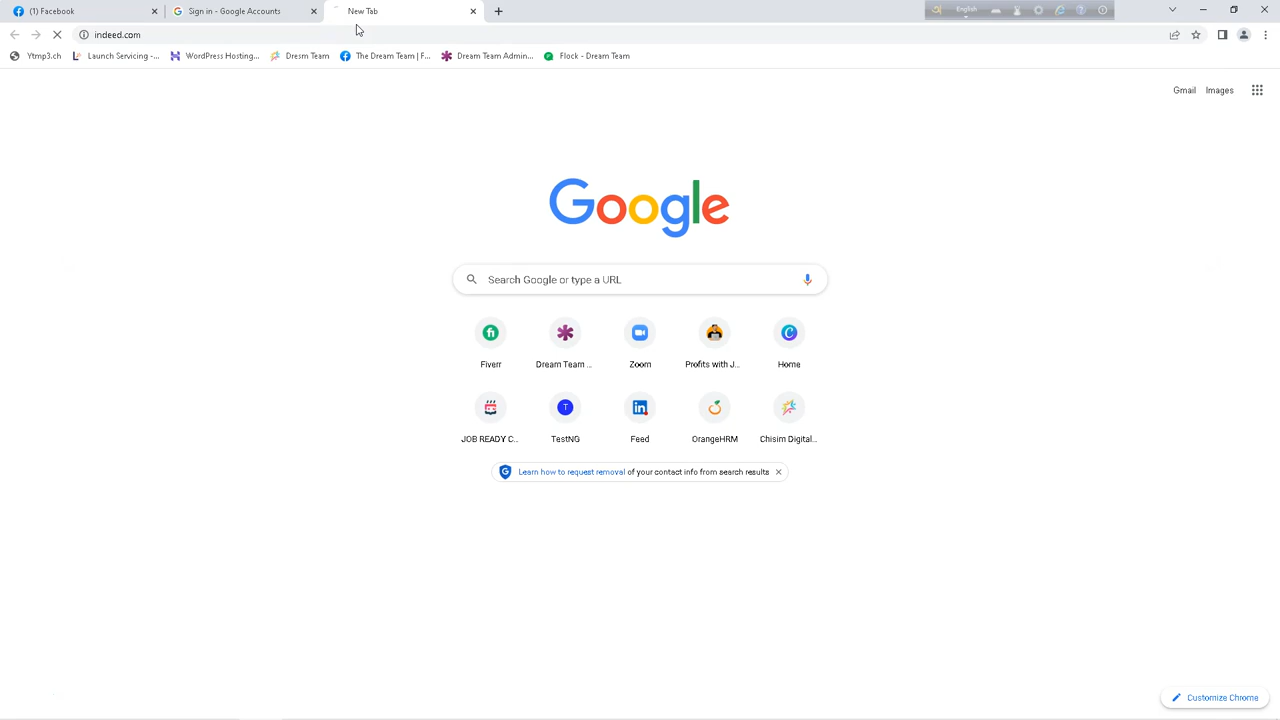 (1) Facebook
Sign in - Google Accounts
New Tab
English
indeed.com
Ytmp3.ch
Launch Servicing -...
WordPress Hosting...
Dresm Team
The Dream Team | F...
Dream Team Admin...
Flock - Dream Team
Gmail Images
Google
Search Google or type a URL
Fiverr
Dream Team ...
Zoom
Profits with J...
Home
JOB READY C...
TestNG
Feed
OrangeHRM
Chisim Digital...
Learn how to request removal of your contact info from search results
Customize Chrome